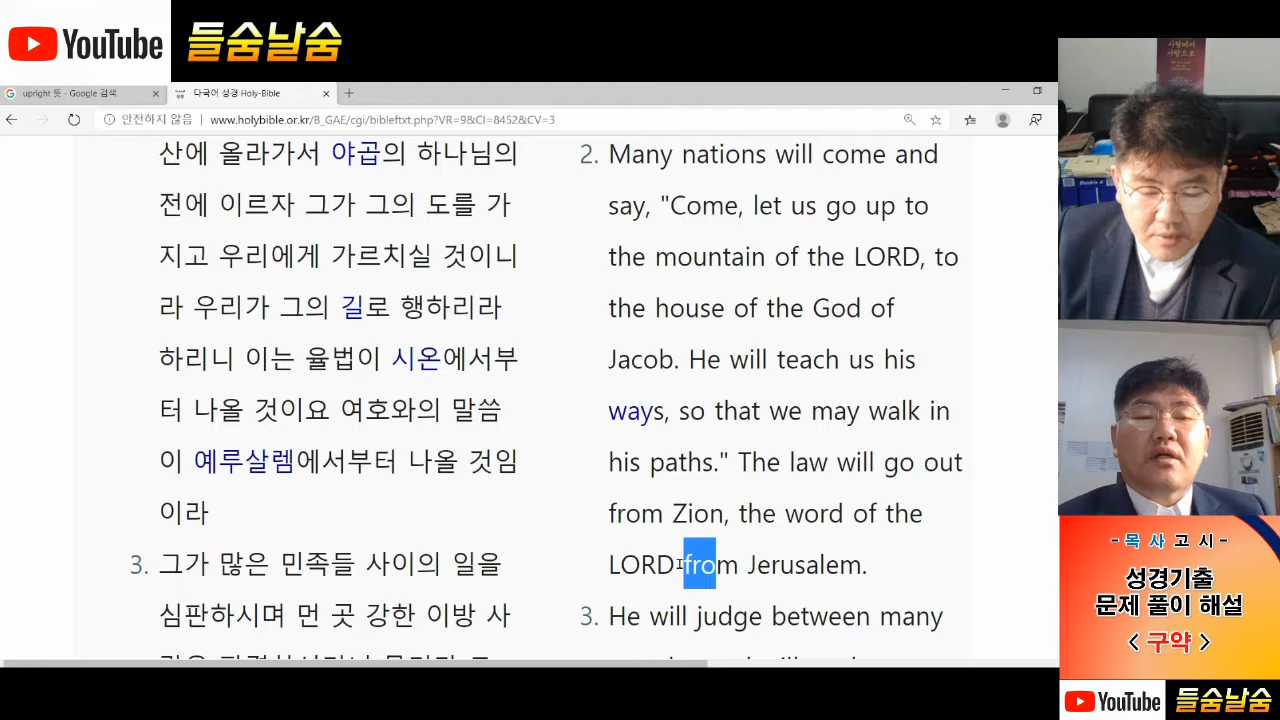 YouTube 들숨날숨
upright 뜻 - Google 검색
다국어 성경 Holy-Bible
안전하지 않음 www.holybible.or.kr/B_GAE/cgi/bibleftxt.php?VR=9&CI=8452&CV=3
산에 올라가서 야곱의 하나님의
전에 이르자 그가 그의 도를 가
지고 우리에게 가르치실 것이니
라 우리가 그의 길로 행하리라
하리니 이는 율법이 시온에서부
터 나올 것이요 여호와의 말씀
이 예루살렘에서부터 나올 것임
이라
3. 그가 많은 민족들 사이의 일을
심판하시며 먼 곳 강한 이방 사
2. Many nations will come and
say, "Come, let us go up to
the mountain of the LORD, to
the house of the God of
Jacob. He will teach us his
ways, so that we may walk in
his paths." The law will go out
from Zion, the word of the
LORD from Jerusalem.
3. He will judge between many
사랑에서
사랑으로
- 목 사 고 시 -
성경기출
문제 풀이 해설
< 구약 >
YouTube 들숨날숨